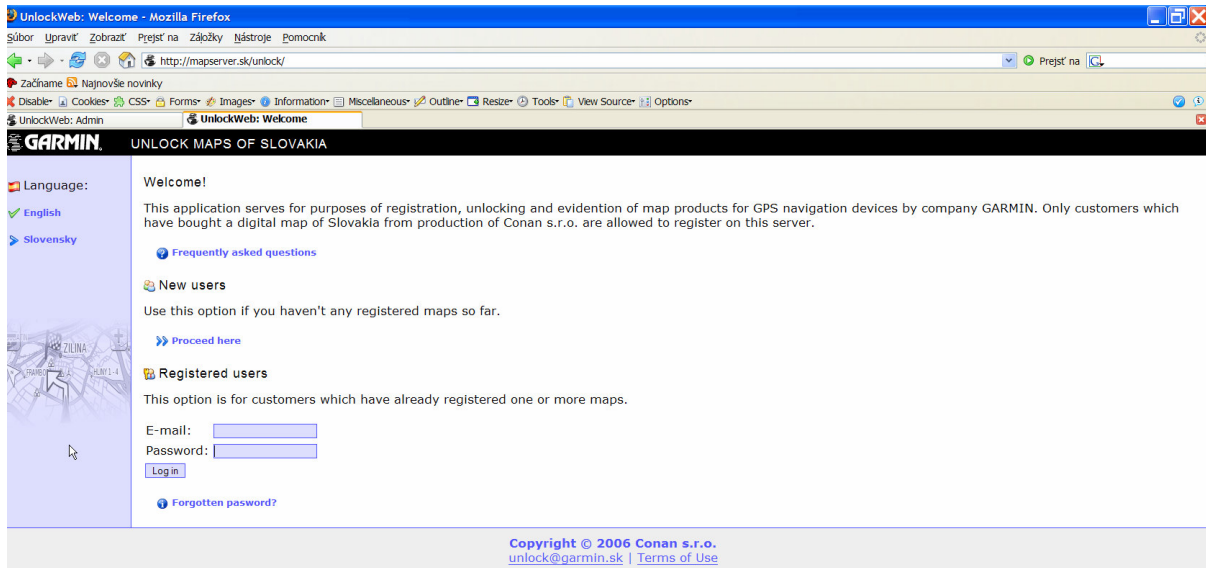 UnlockWeb: Welcome - Mozilla Firefox
Súbor Upraviť Zobraziť Prejsť na Záložky Nástroje Pomocník
http://mapserver.sk/unlock/ Prejsť na
Začíname Najnovšie novinky
Disable Cookies CSS Forms Images Information Miscellaneous Outline Resize Tools View Source Options
UnlockWeb: Admin UnlockWeb: Welcome
GARMIN. UNLOCK MAPS OF SLOVAKIA
Language:
English
Slovensky
ZILINA
FRAMBO
HLINY 1-4
Welcome!
This application serves for purposes of registration, unlocking and evidention of map products for GPS navigation devices by company GARMIN. Only customers which
have bought a digital map of Slovakia from production of Conan s.r.o. are allowed to register on this server.
Frequently asked questions
New users
Use this option if you haven't any registered maps so far.
Proceed here
Registered users
This option is for customers which have already registered one or more maps.
E-mail:
Password:
Log in
Forgotten pasword?
Copyright © 2006 Conan s.r.o.
unlock@garmin.sk | Terms of Use